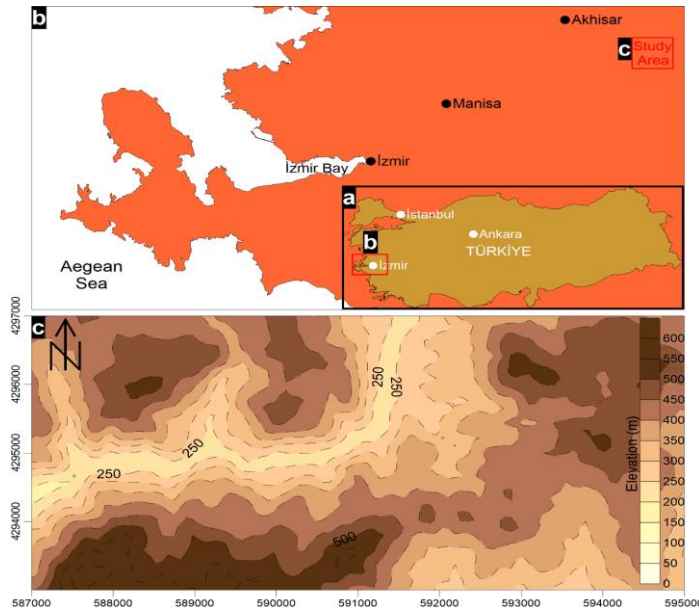 b
Akhisar
c
Study
Area
Manisa
İzmir Bay
İzmir
a
İstanbul
b
Ankara
TÜRKİYE
İzmir
Aegean
Sea
c
N
4297000
4296000
4295000
4294000
250
250
250
250
500
Elevation (m)
600
550
500
450
400
350
300
250
200
150
100
50
0
587000
588000
589000
590000
591000
592000
593000
594000
595000